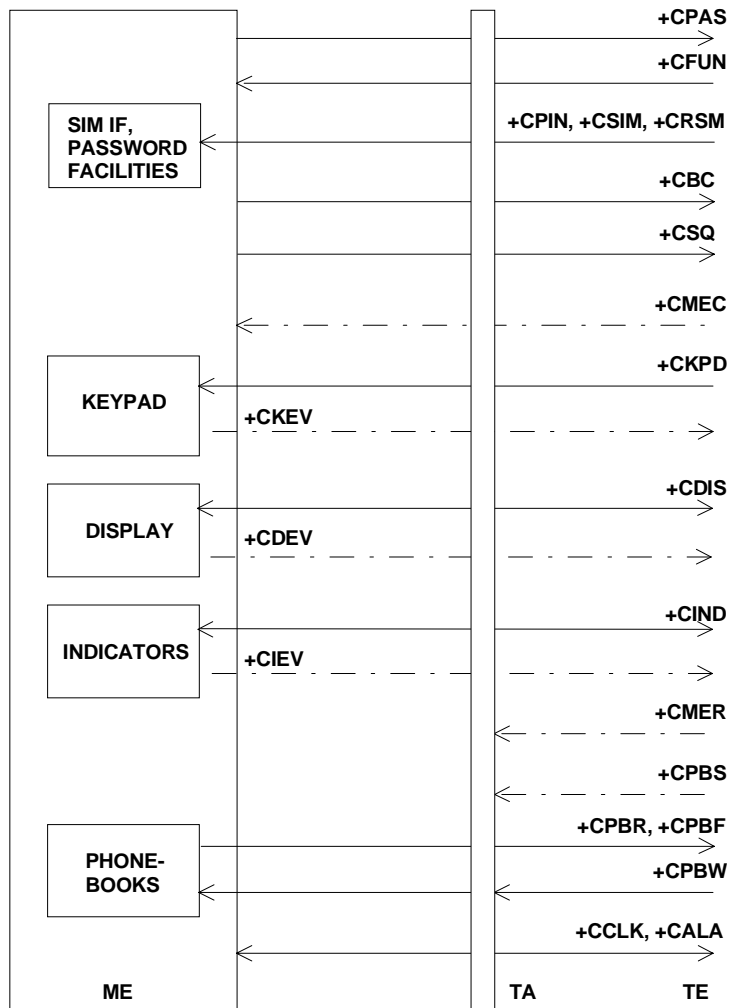 +CPAS
+CFUN
SIM IF,
PASSWORD
FACILITIES
+CPIN, +CSIM, +CRSM
+CBC
+CSQ
+CMEC
+CKPD
KEYPAD
+CKEV
+CDIS
DISPLAY
+CDEV
+CIND
INDICATORS
+CIEV
+CMER
+CPBS
+CPBR, +CPBF
PHONE-
BOOKS
+CPBW
+CCLK, +CALA
ME TA TE